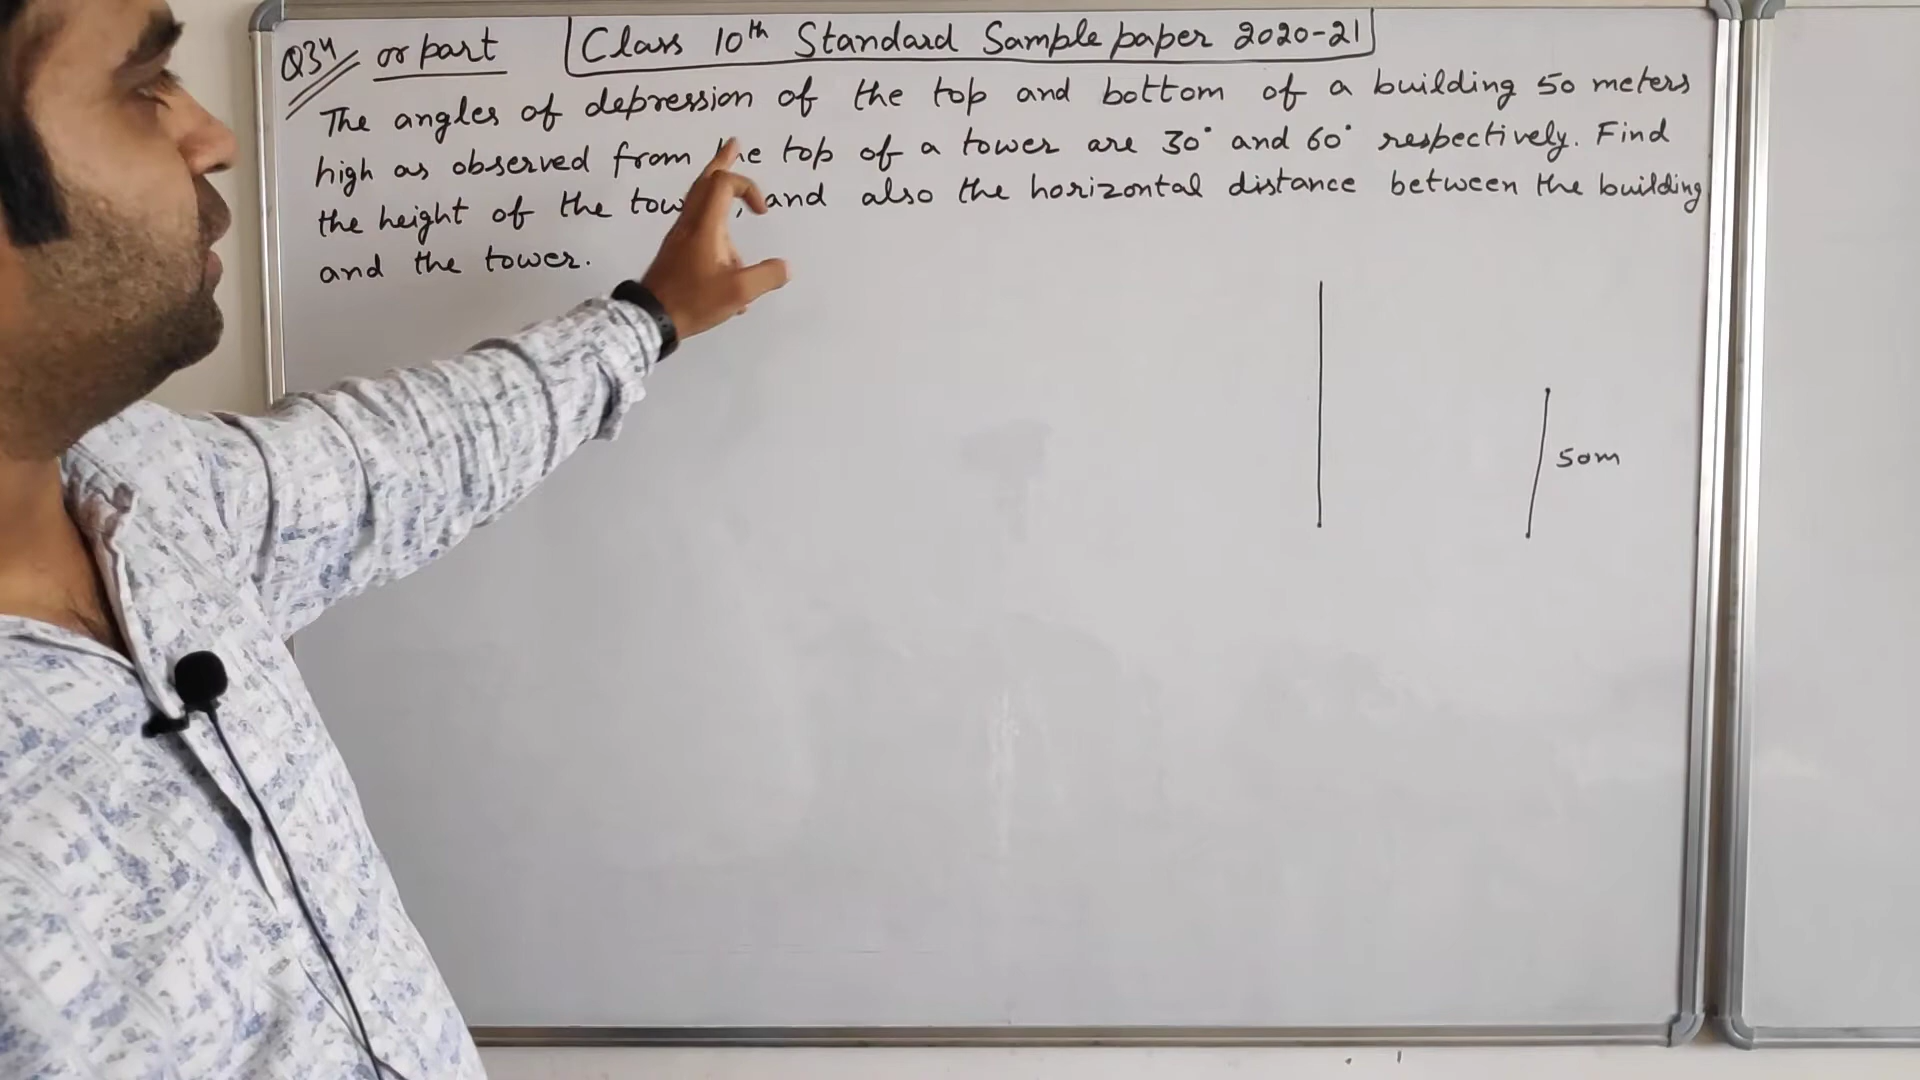 Q34 or part Class 10th Standard Sample paper 2020-21
The angles of depression of the top and bottom of a building 50 meters
high as observed from the top of a tower are 30° and 60° respectively. Find
the height of the , and also the horizontal distance between the building
and the tower.
50m